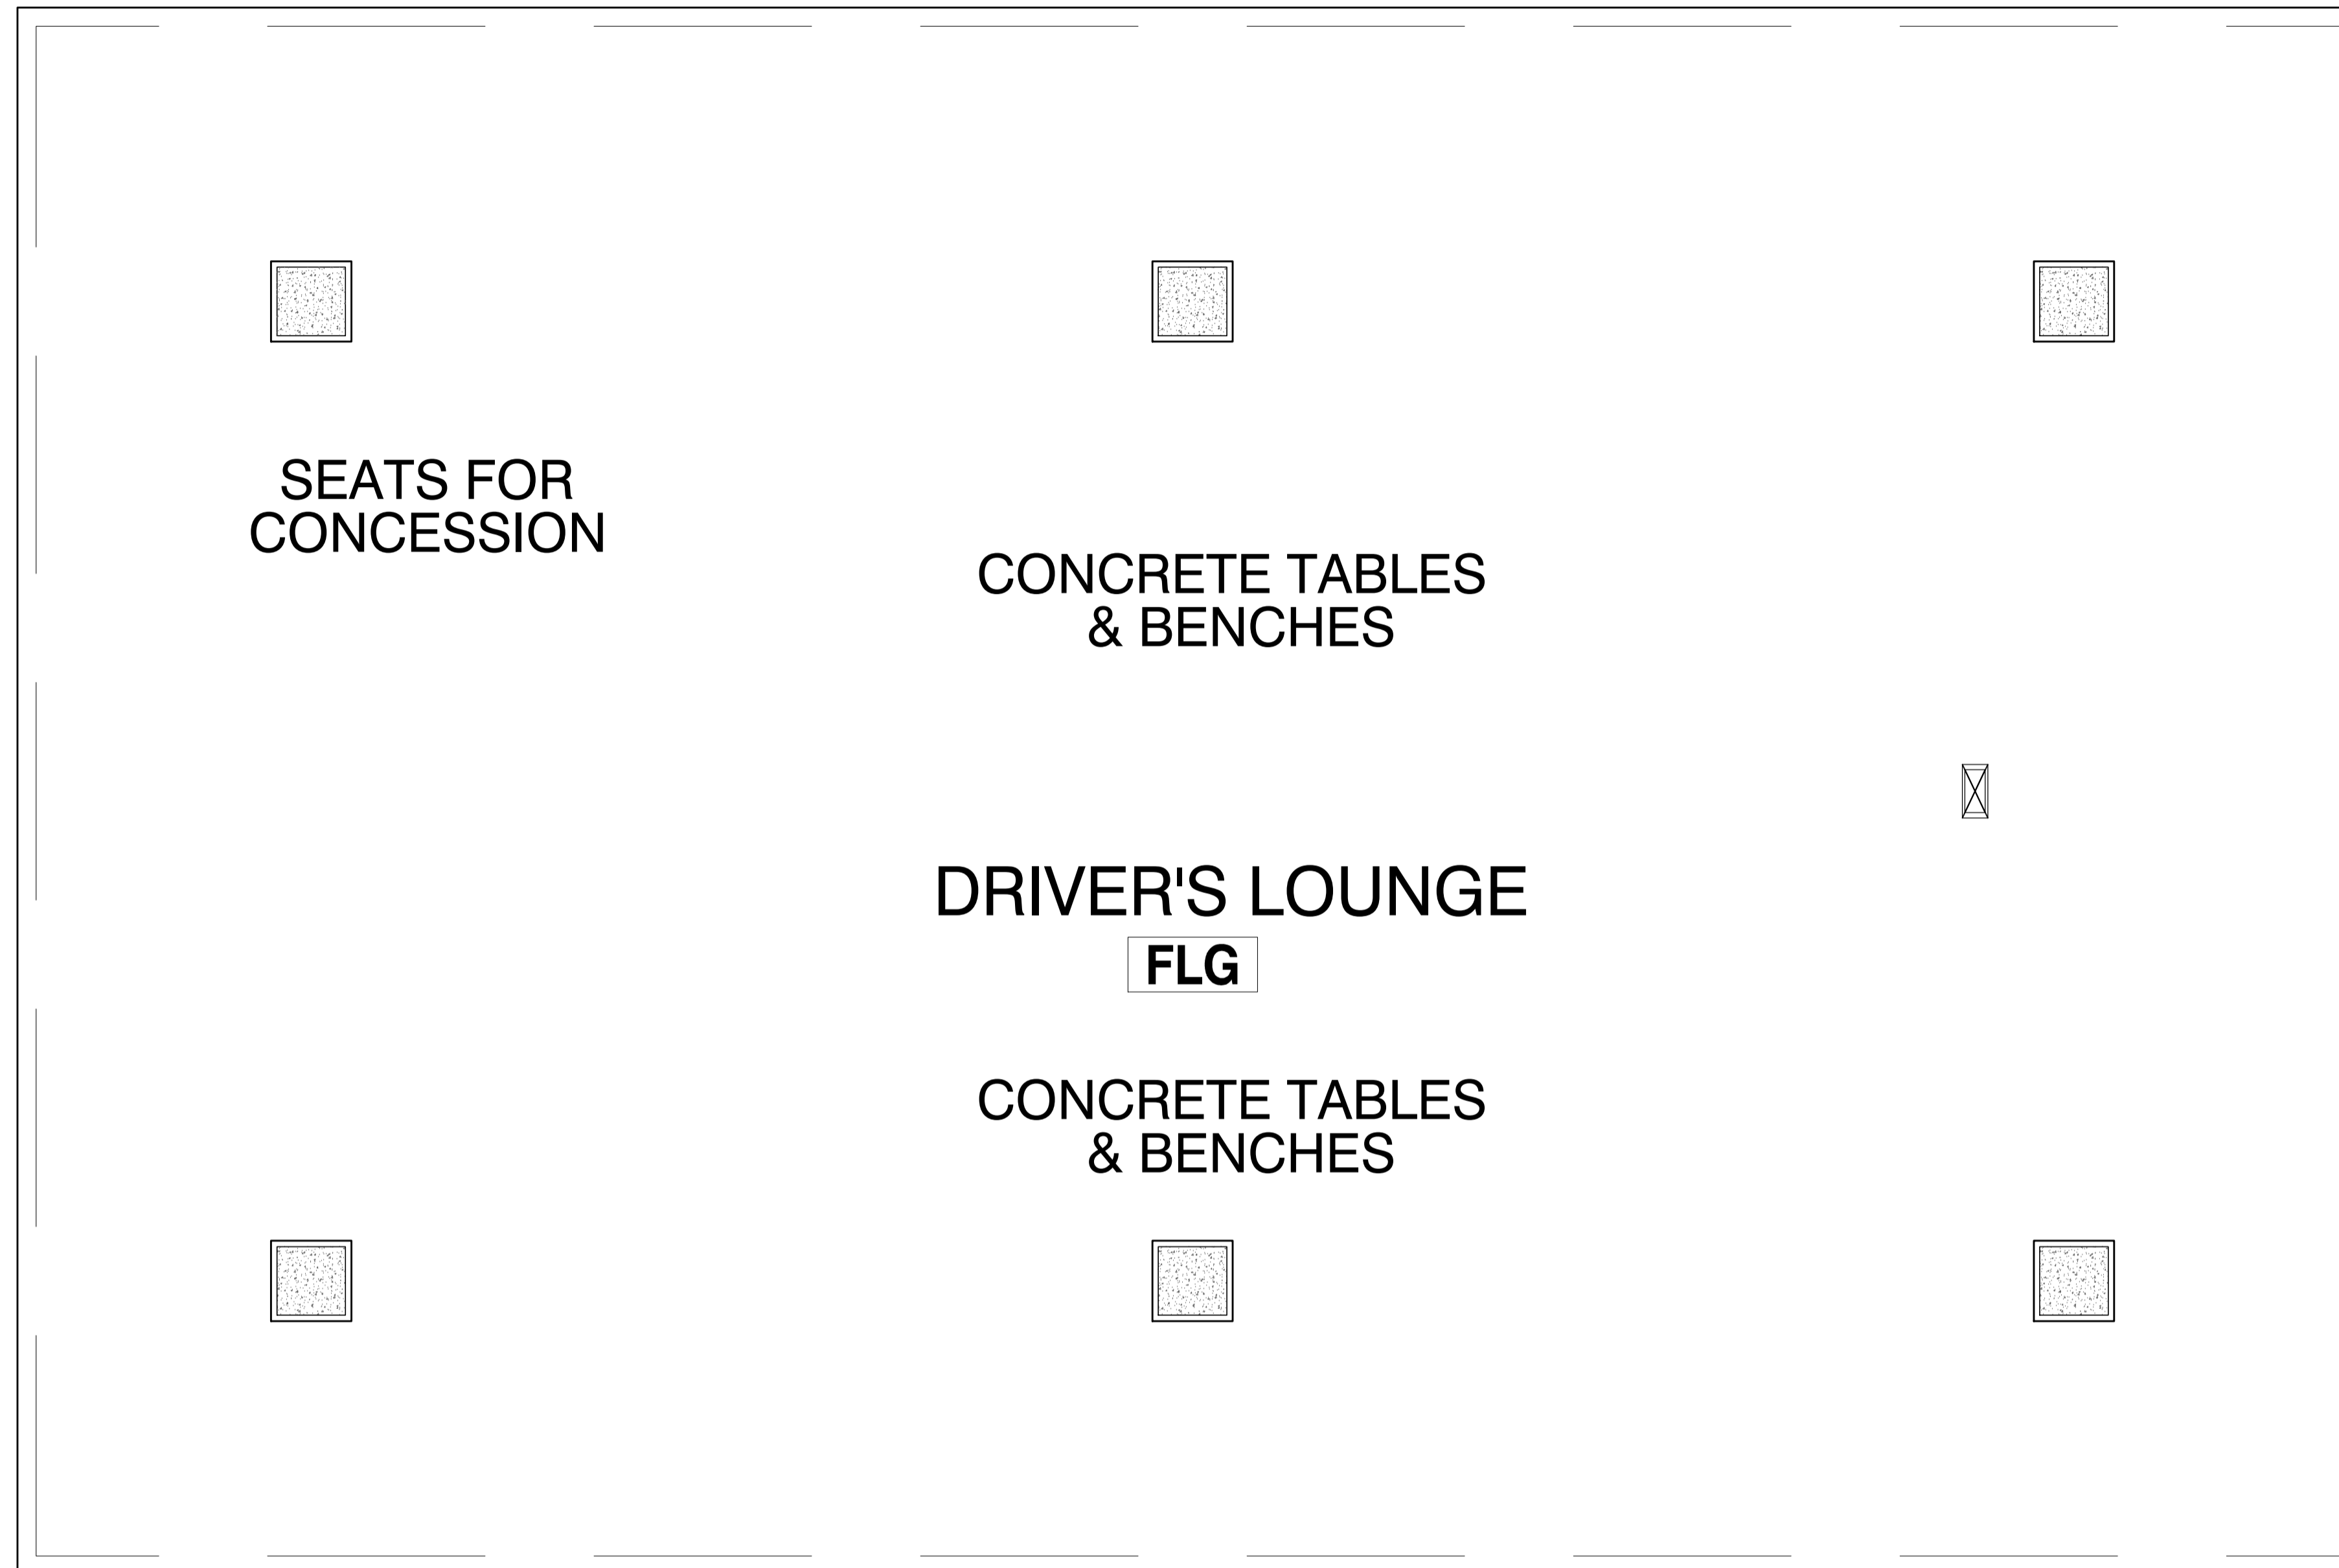 SEATS FOR
CONCESSION
CONCRETE TABLES
& BENCHES
DRIVER'S LOUNGE
FLG
CONCRETE TABLES
& BENCHES